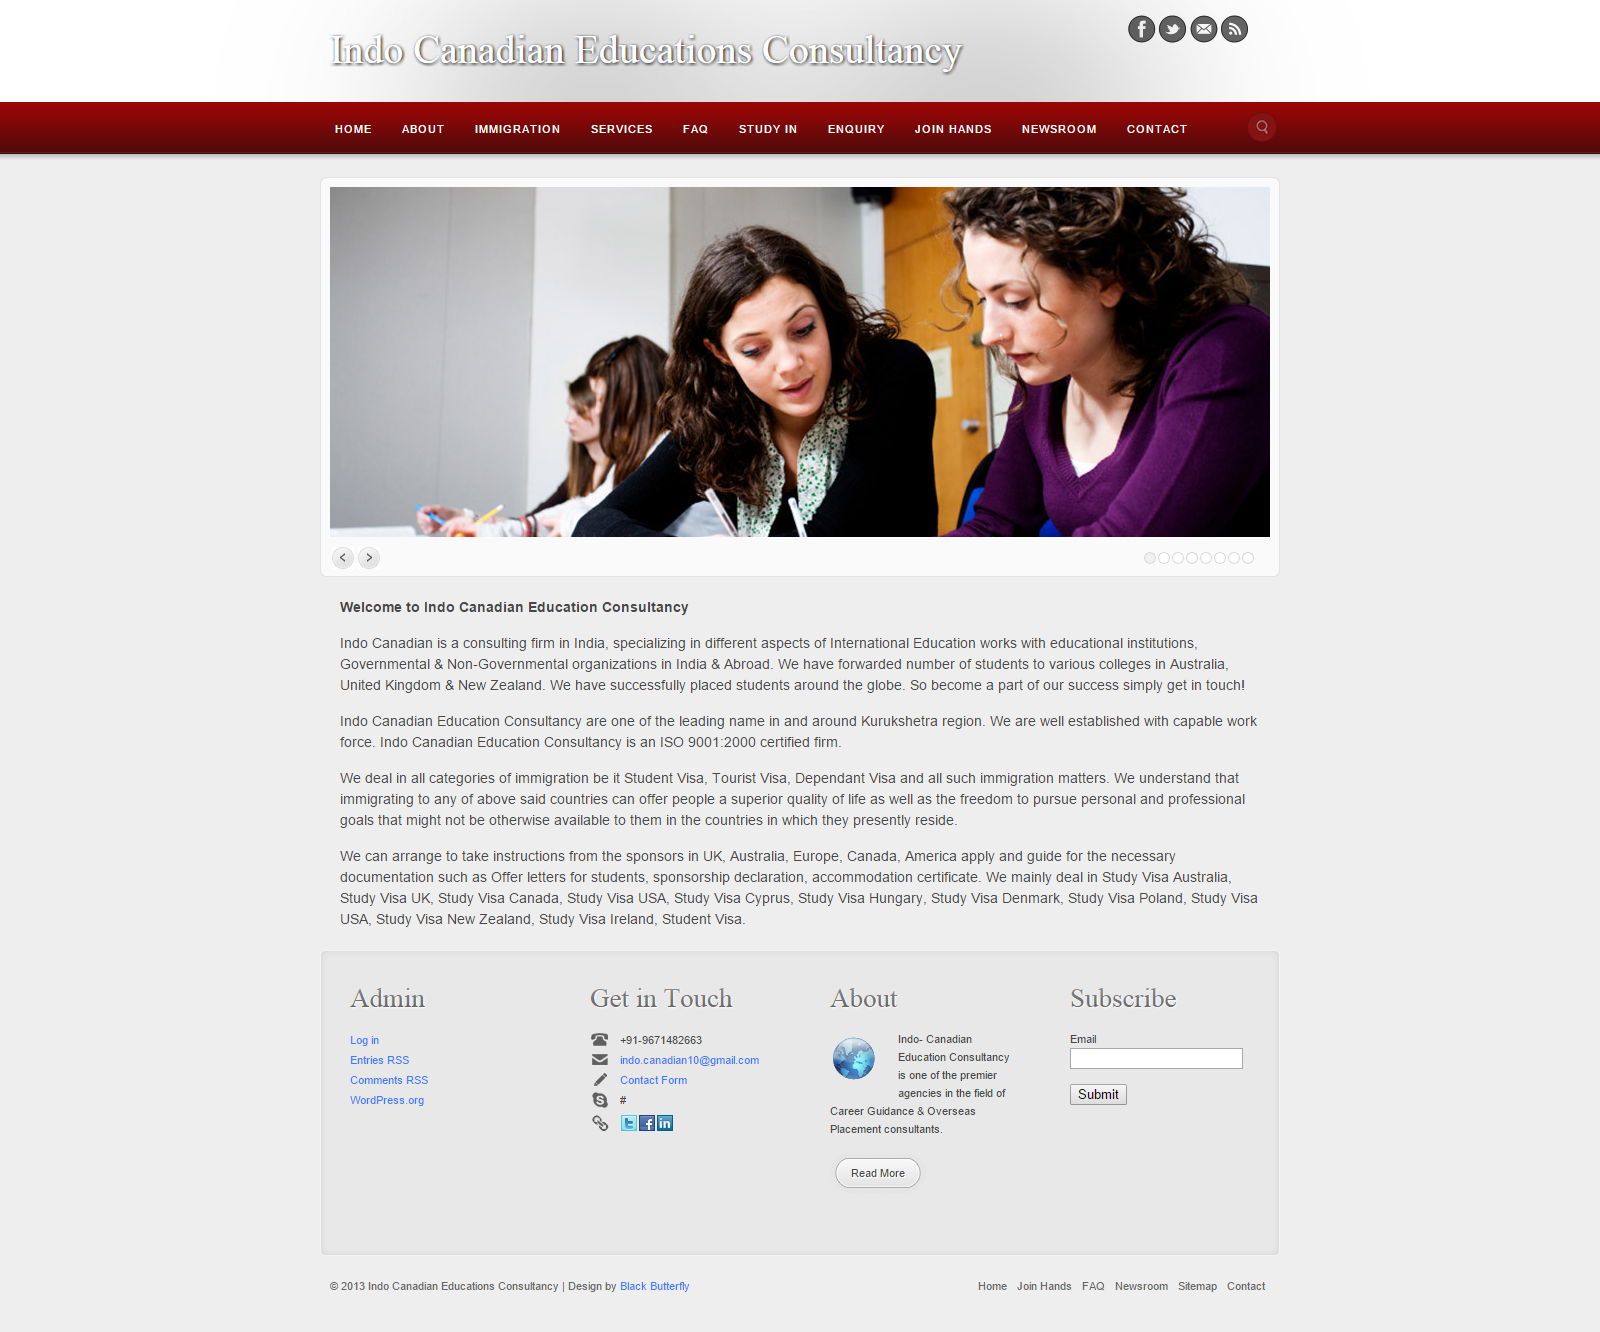 Indo Canadian Educations Consultancy
HOME ABOUT IMMIGRATION SERVICES FAQ STUDY IN ENQUIRY JOIN HANDS NEWSROOM CONTACT
Welcome to Indo Canadian Education Consultancy
Indo Canadian is a consulting firm in India, specializing in different aspects of International Education works with educational institutions,
Governmental & Non-Governmental organizations in India & Abroad. We have forwarded number of students to various colleges in Australia,
United Kingdom & New Zealand. We have successfully placed students around the globe. So become a part of our success simply get in touch!
Indo Canadian Education Consultancy are one of the leading name in and around Kurukshetra region. We are well established with capable work
force. Indo Canadian Education Consultancy is an ISO 9001:2000 certified firm.
We deal in all categories of immigration be it Student Visa, Tourist Visa, Dependant Visa and all such immigration matters. We understand that
immigrating to any of above said countries can offer people a superior quality of life as well as the freedom to pursue personal and professional
goals that might not be otherwise available to them in the countries in which they presently reside.
We can arrange to take instructions from the sponsors in UK, Australia, Europe, Canada, America apply and guide for the necessary
documentation such as Offer letters for students, sponsorship declaration, accommodation certificate. We mainly deal in Study Visa Australia,
Study Visa UK, Study Visa Canada, Study Visa USA, Study Visa Cyprus, Study Visa Hungary, Study Visa Denmark, Study Visa Poland, Study Visa
USA, Study Visa New Zealand, Study Visa Ireland, Student Visa.
Admin
Log in
Entries RSS
Comments RSS
WordPress.org
Get in Touch
+91-9671482663
indo.canadian10@gmail.com
Contact Form
#
About
Indo- Canadian
Education Consultancy
is one of the premier
agencies in the field of
Career Guidance & Overseas
Placement consultants.
Read More
Subscribe
Email
Submit
© 2013 Indo Canadian Educations Consultancy | Design by Black Butterfly
Home Join Hands FAQ Newsroom Sitemap Contact